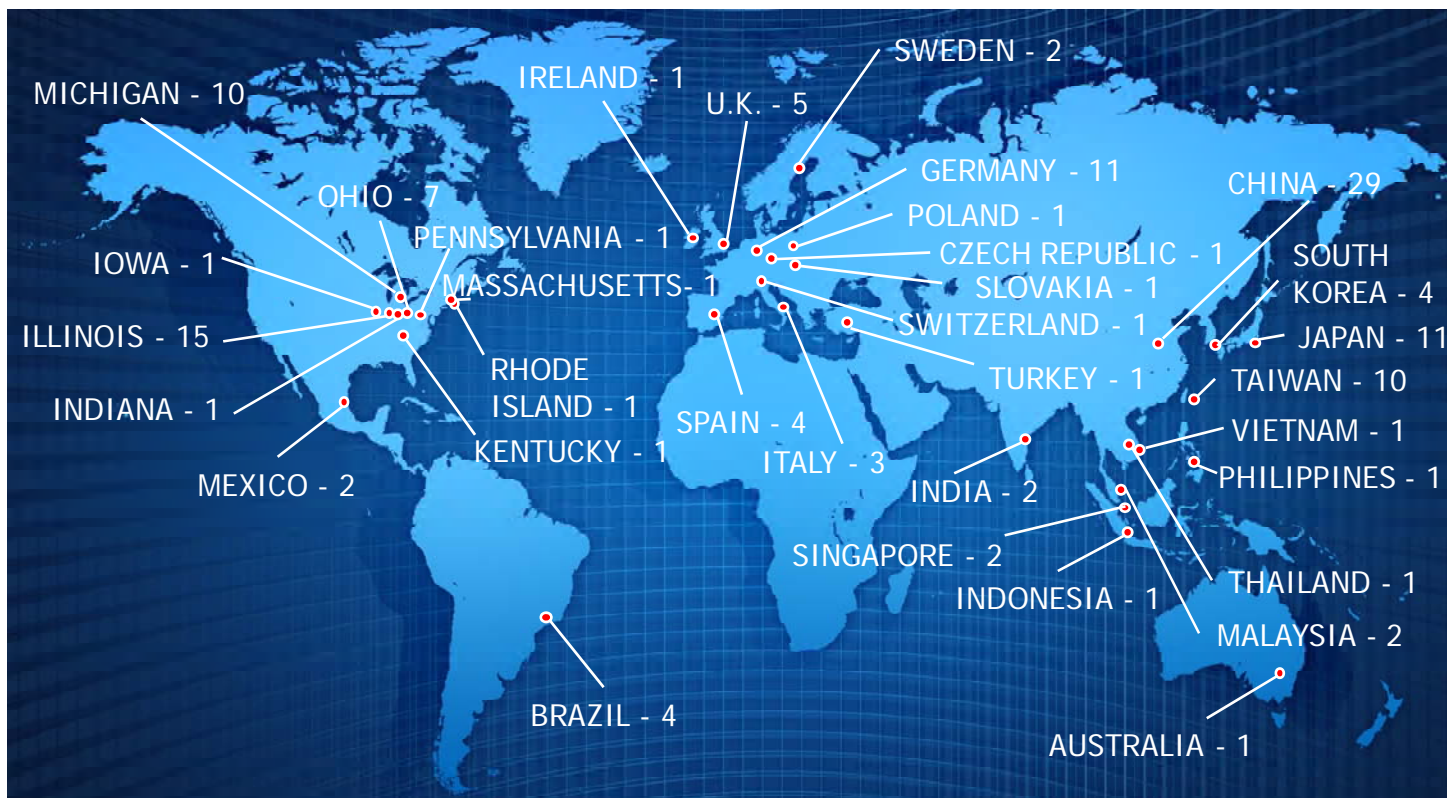 SWEDEN - 2
IRELAND - 1
MICHIGAN - 10
U.K. - 5
GERMANY - 11
CHINA - 29
OHIO - 7
POLAND - 1
PENNSYLVANIA - 1
CZECH REPUBLIC - 1
IOWA - 1
SOUTH
KOREA - 4
MASSACHUSETTS- 1
SLOVAKIA - 1
SWITZERLAND - 1
ILLINOIS - 15
JAPAN - 11
RHODE
ISLAND - 1
TURKEY - 1
TAIWAN - 10
INDIANA - 1
SPAIN - 4
VIETNAM - 1
KENTUCKY - 1
ITALY - 3
PHILIPPINES - 1
MEXICO - 2
INDIA - 2
SINGAPORE - 2
THAILAND - 1
INDONESIA - 1
MALAYSIA - 2
BRAZIL - 4
AUSTRALIA - 1